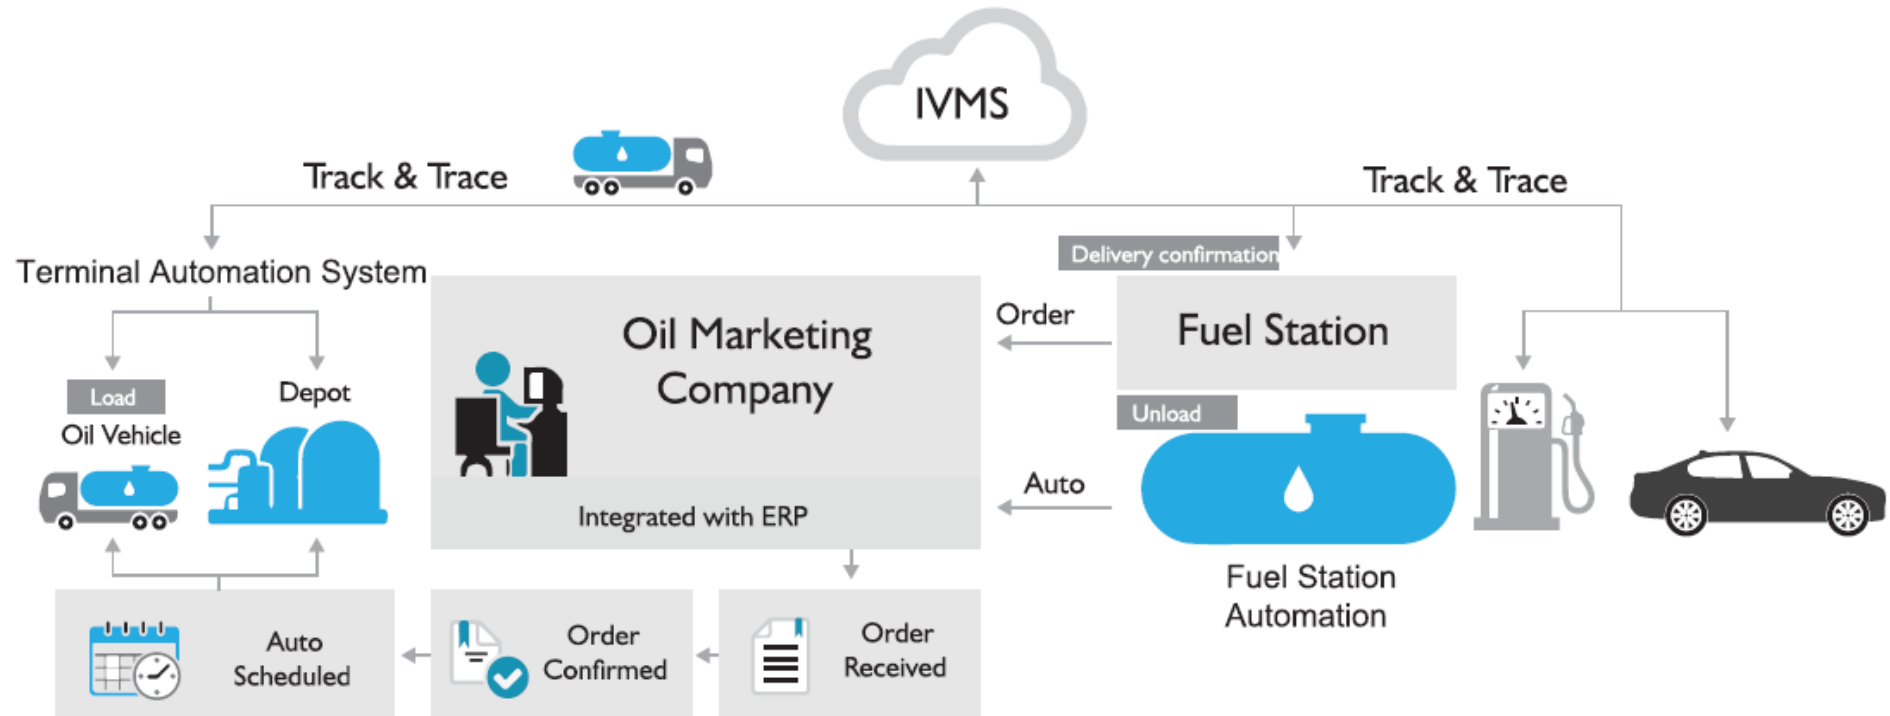 IVMS
Track & Trace
Track & Trace
Terminal Automation System
Delivery confirmation
Load
Oil Vehicle
Depot
Oil Marketing
Company
Integrated with ERP
Order
Auto
Fuel Station
Unload
Fuel Station
Automation
Auto
Scheduled
Order
Confirmed
Order
Received